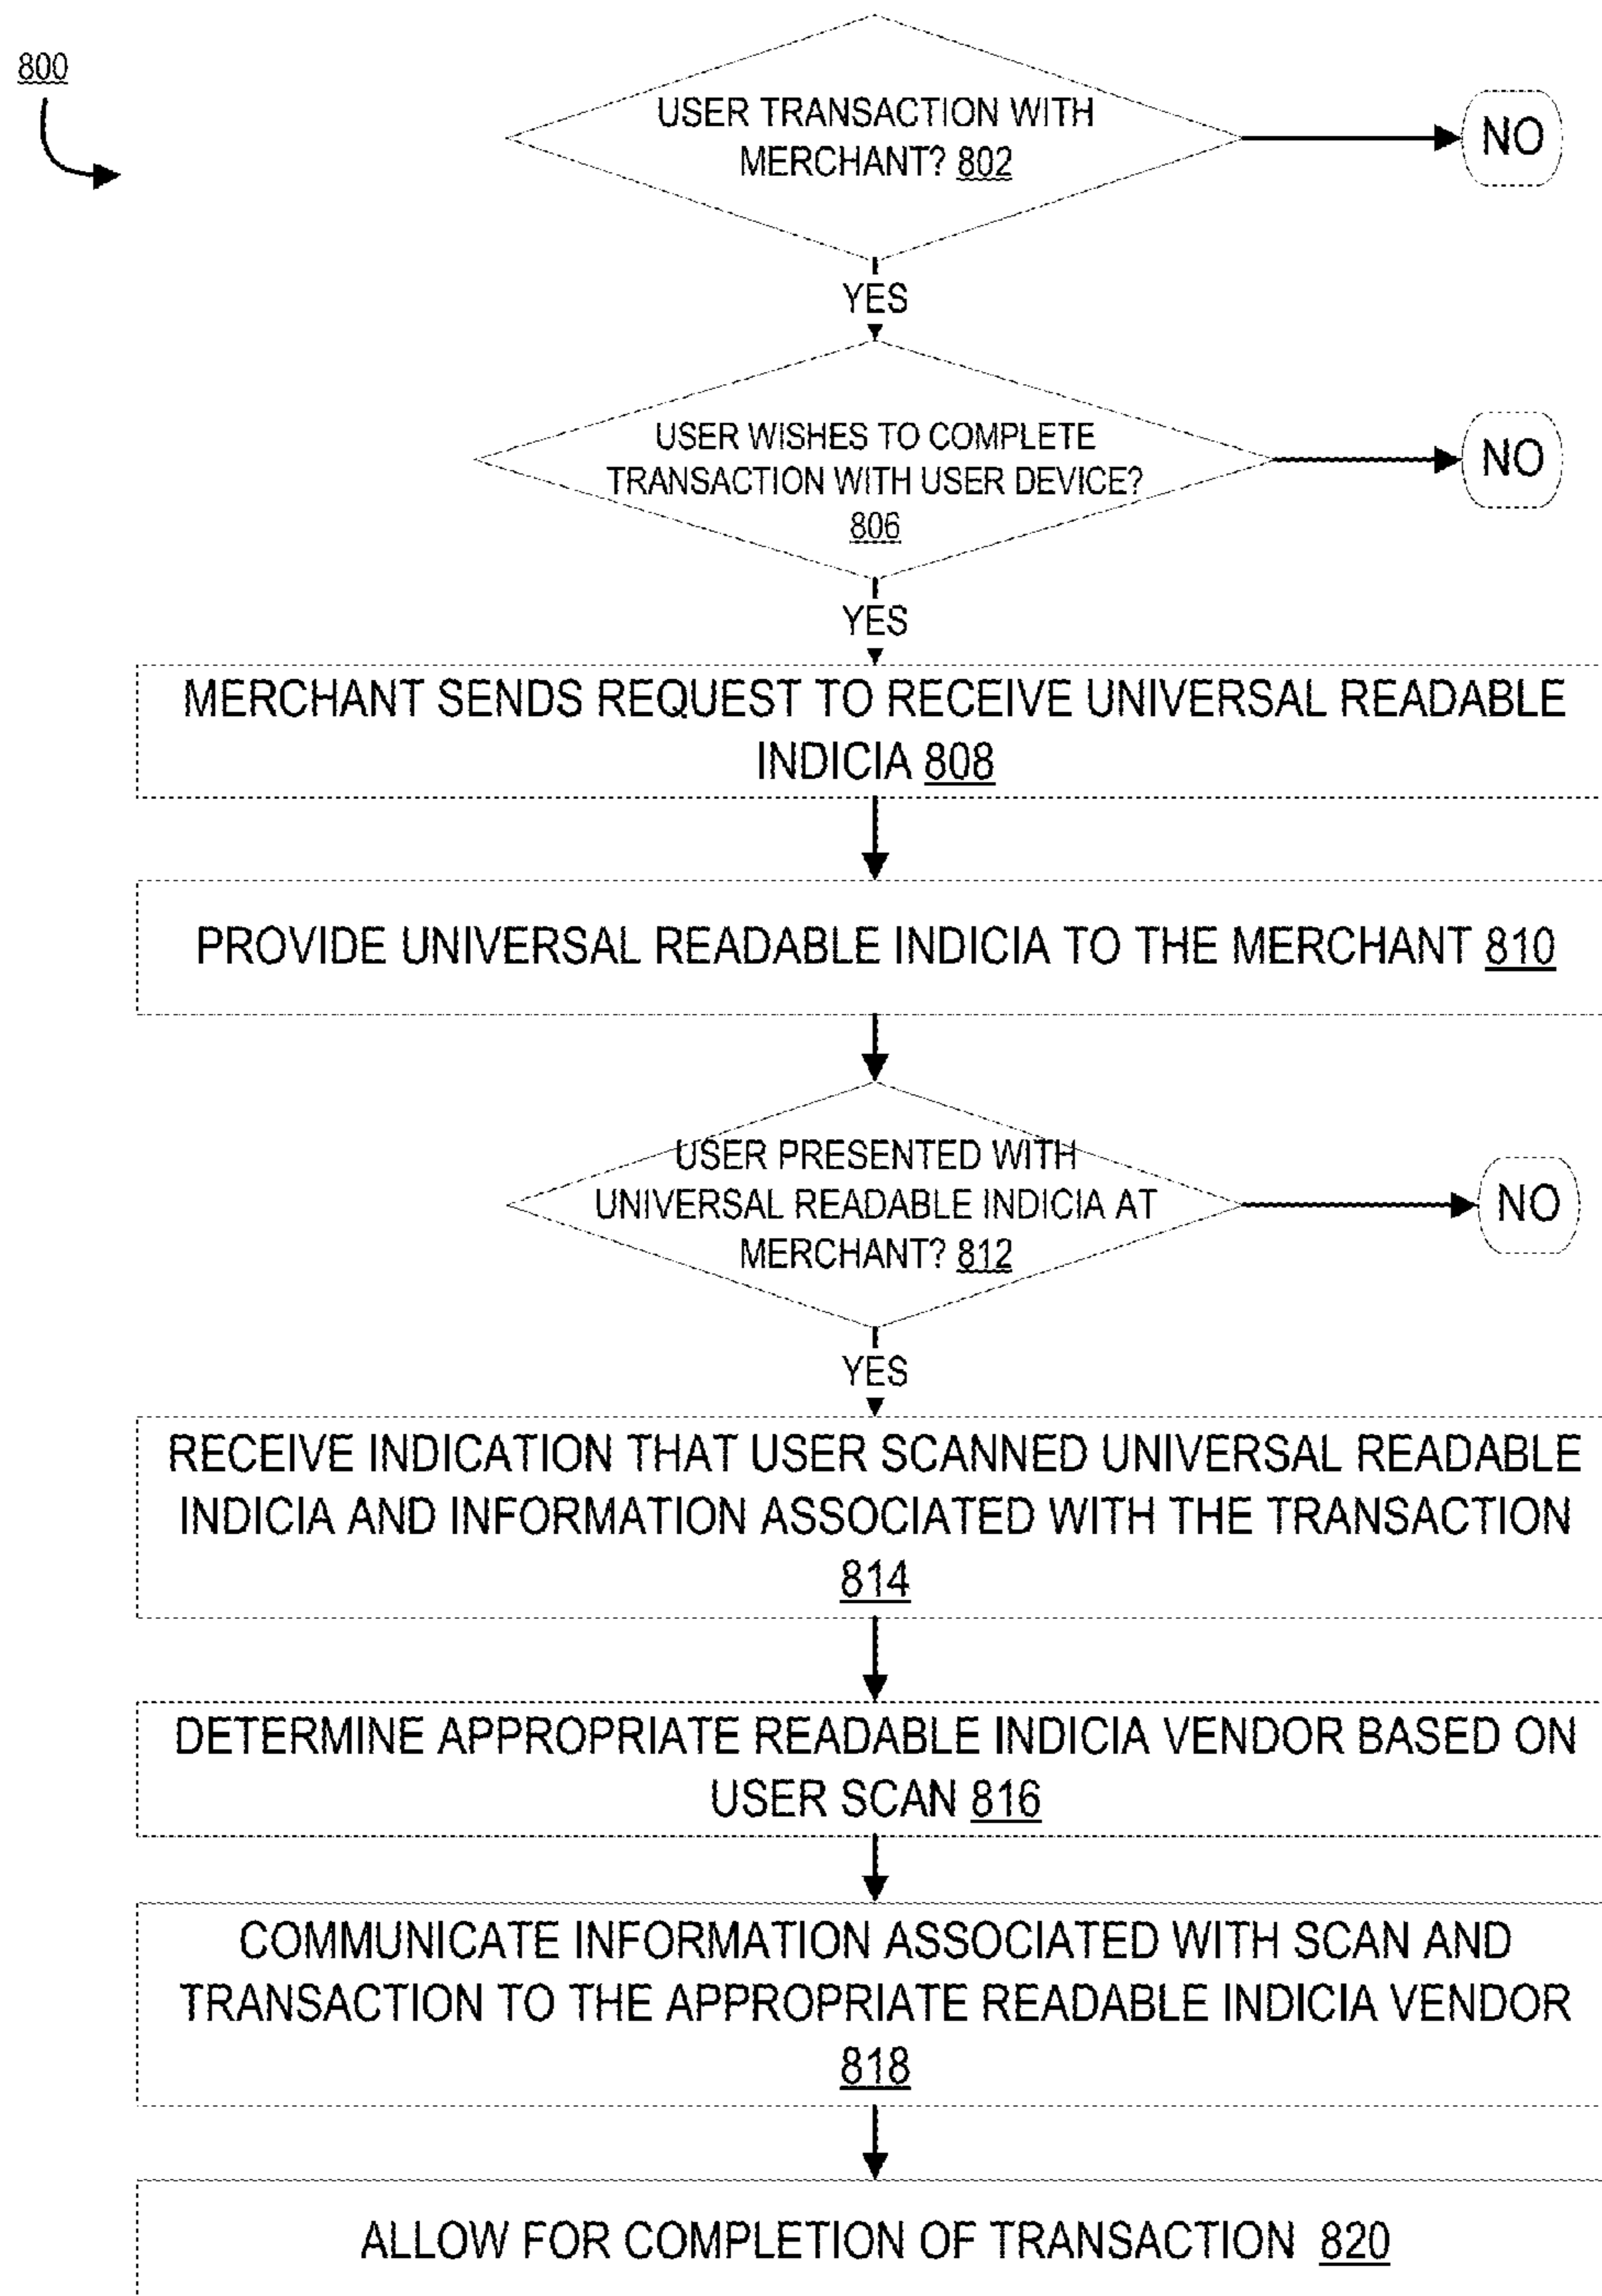 800
USER TRANSACTION WITH
MERCHANT? 802
NO
YES
USER WISHES TO COMPLETE
TRANSACTION WITH USER DEVICE?
806
NO
YES
MERCHANT SENDS REQUEST TO RECEIVE UNIVERSAL READABLE
INDICIA 808
PROVIDE UNIVERSAL READABLE INDICIA TO THE MERCHANT 810
USER PRESENTED WITH
UNIVERSAL READABLE INDICIA AT
MERCHANT? 812
NO
YES
RECEIVE INDICATION THAT USER SCANNED UNIVERSAL READABLE
INDICIA AND INFORMATION ASSOCIATED WITH THE TRANSACTION
814
DETERMINE APPROPRIATE READABLE INDICIA VENDOR BASED ON
USER SCAN 816
COMMUNICATE INFORMATION ASSOCIATED WITH SCAN AND
TRANSACTION TO THE APPROPRIATE READABLE INDICIA VENDOR
818
ALLOW FOR COMPLETION OF TRANSACTION 820